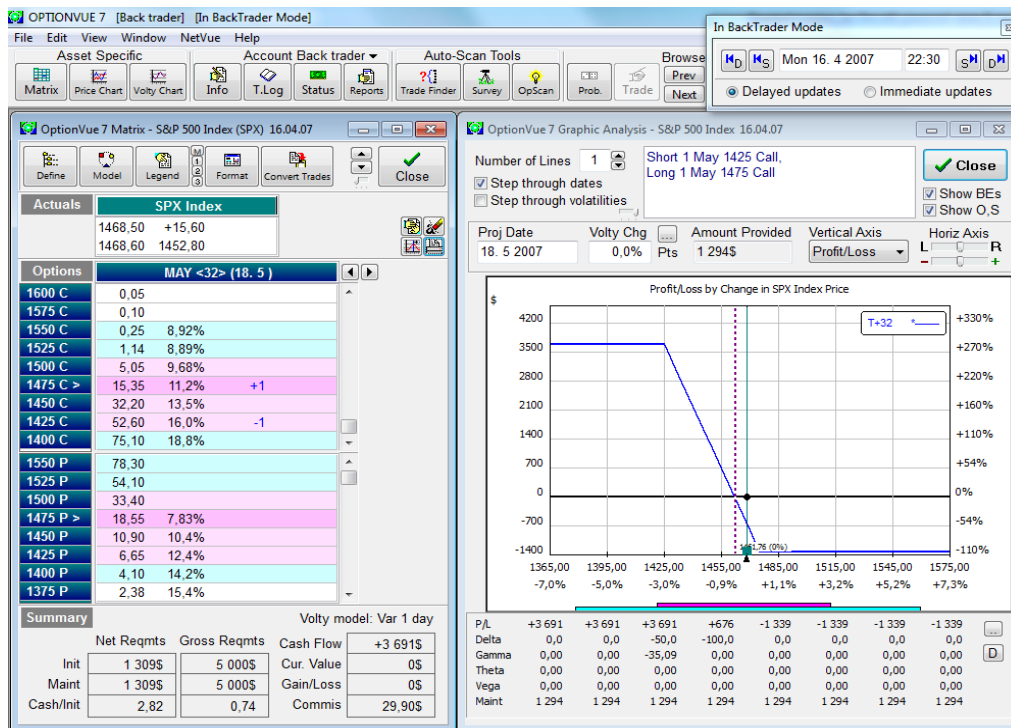 OPTIONVUE 7 [Back trader] [In BackTrader Mode]
File Edit View Window NetVue Help
Asset Specific Account Back trader Auto-Scan Tools Browse
Matrix Price Chart Volty Chart Info T.Log Status Reports Trade Finder Survey OpScan Prob. Trade Prev
Next
In BackTrader Mode
D S Mon 16. 4 2007 22:30 S D
Delayed updates Immediate updates
OptionVue 7 Matrix - S&P 500 Index (SPX) 16.04.07
Define Model Legend M 1 2 3 Format Convert Trades Close
Actuals SPX Index
1468,50 +15,60
1468,60 1452,80
Options MAY <32> (18. 5 )
1600 C 0,05
1575 C 0,10
1550 C 0,25 8,92%
1525 C 1,14 8,89%
1500 C 5,05 9,68%
1475 C > 15,35 11,2% +1
1450 C 32,20 13,5%
1425 C 52,60 16,0% -1
1400 C 75,10 18,8%
1550 P 78,30
1525 P 54,10
1500 P 33,40
1475 P > 18,55 7,83%
1450 P 10,90 10,4%
1425 P 6,65 12,4%
1400 P 4,10 14,2%
1375 P 2,38 15,4%
Summary Volty model: Var 1 day
Net Reqmts Gross Reqmts Cash Flow +3 691$
Init 1 309$ 5 000$ Cur. Value 0$
Maint 1 309$ 5 000$ Gain/Loss 0$
Cash/Init 2,82 0,74 Commis 29,90$
OptionVue 7 Graphic Analysis - S&P 500 Index 16.04.07
Number of Lines 1
Step through dates
Step through volatilities
Short 1 May 1425 Call,
Long 1 May 1475 Call
Close
Show BEs
Show O,S
Proj Date Volty Chg ... Amount Provided Vertical Axis Horiz Axis
18. 5 2007 0,0% Pts 1 294$ Profit/Loss L R
- +
Profit/Loss by Change in SPX Index Price
$
T+32 *
4200 +330%
3500 +270%
2800 +220%
2100 +160%
1400 +110%
700 +54%
0 0%
-700 -54%
-1400 -110%
1365,00 1395,00 1425,00 1455,00 1485,00 1515,00 1545,00 1575,00
-7,0% -5,0% -3,0% -0,9% +1,1% +3,2% +5,2% +7,3%
P/L +3 691 +3 691 +3 691 +676 -1 339 -1 339 -1 339 -1 339 ...
Delta 0,0 0,0 -50,0 -100,0 0,0 0,0 0,0 0,0
Gamma 0,00 0,00 -35,09 0,00 0,00 0,00 0,00 0,00 D
Theta 0,00 0,00 0,00 0,00 0,00 0,00 0,00 0,00
Vega 0,00 0,00 0,00 0,00 0,00 0,00 0,00 0,00
Maint 1 294 1 294 1 294 1 294 1 294 1 294 1 294 1 294